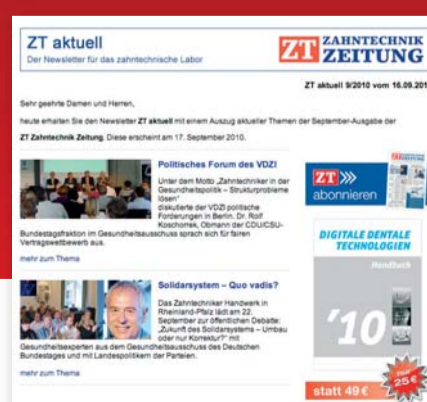 ZT aktuell
Der Newsletter für das zahntechnische Labor
ZT ZAHNTECHNIK
ZEITUNG
ZT aktuell 9/2010 vom 16.09.201
Sehr geehrte Damen und Herren,
heute erhalten Sie den Newsletter ZT aktuell mit einem Auszug aktueller Themen der September-Ausgabe der
ZT Zahntechnik Zeitung. Diese erscheint am 17. September 2010.
Politisches Forum des VDZI
Unter dem Motto „Zahntechniker in der
Gesundheitspolitik – Strukturprobleme
lösen“
diskutierte der VDZI politische
Forderungen in Berlin. Dr. Rolf
Koschorrek, Obmann der CDU/CSU-
Bundestagsfraktion im Gesundheitsausschuss sprach sich für fairen
Vertragswettbewerb aus.
mehr zum Thema
Solidarsystem – Quo vadis?
Das Zahntechniker Handwerk in
Rheinland-Pfalz lädt am 22.
September zur öffentlichen Debatte:
„Zukunft des Solidarsystems – Umbau
oder nur Korrektur?“ mit
Gesundheitsexperten aus dem Gesundheitsausschuss des Deutschen
Bundestages und mit Landespolitikern der Parteien.
mehr zum Thema
ZT
abonnieren
DIGITALE DENTALE
TECHNOLOGIEN
Handbuch
'10
nur
25 €
statt 49 €